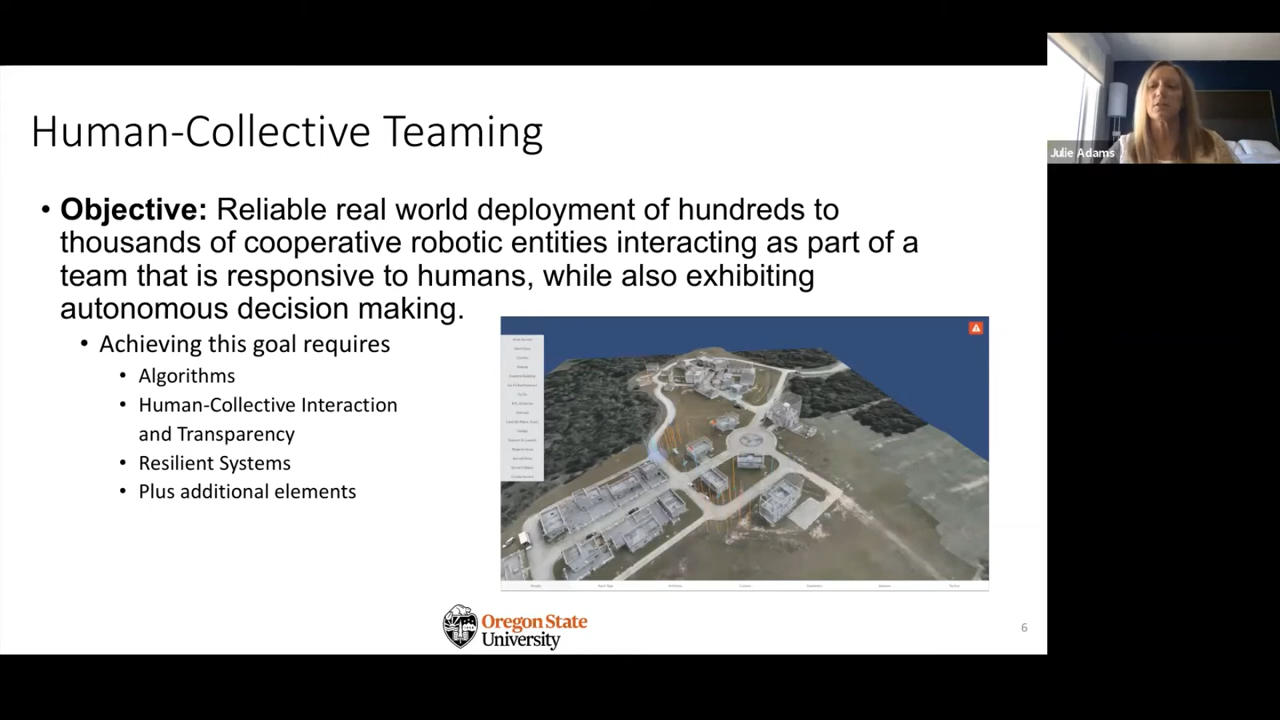 Human-Collective Teaming
• Objective: Reliable real world deployment of hundreds to
thousands of cooperative robotic entities interacting as part of a
team that is responsive to humans, while also exhibiting
autonomous decision making.
• Achieving this goal requires
• Algorithms
• Human-Collective Interaction
and Transparency
• Resilient Systems
• Plus additional elements
Oregon State
University
6
Julie Adams